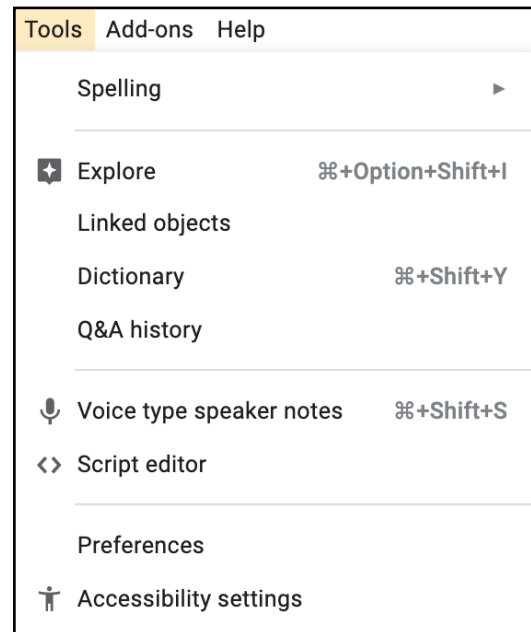 Tools Add-ons Help
Spelling
Explore ⌘+Option+Shift+I
Linked objects
Dictionary ⌘+Shift+Y
Q&A history
Voice type speaker notes ⌘+Shift+S
Script editor
Preferences
Accessibility settings